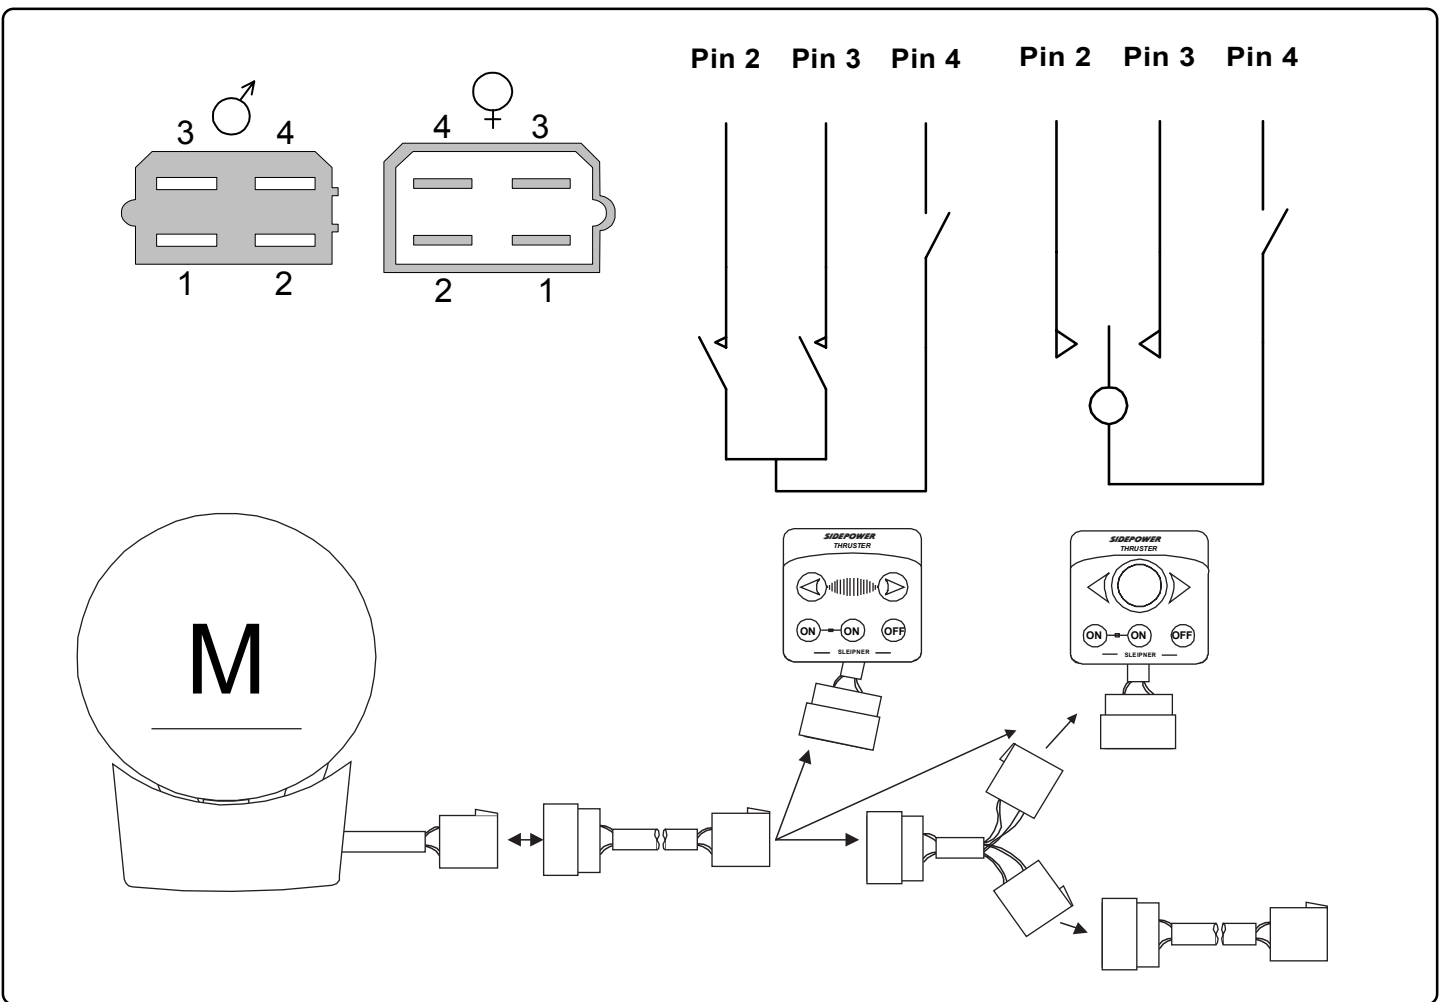 Pin 2 Pin 3 Pin 4 Pin 2 Pin 3 Pin 4
3 4 4 3
1 2 2 1
SIDEPOWER
THRUSTER
ON ON OFF
SLEIPNER
SIDEPOWER
THRUSTER
ON ON OFF
SLEIPNER
M